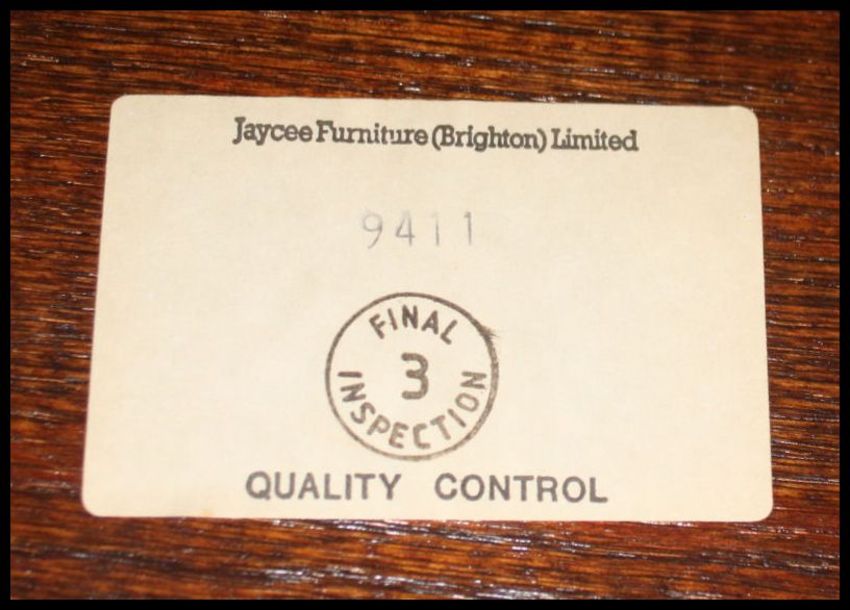 Jaycee Furniture (Brighton) Limited
9411
FINAL
3
INSPECTION
QUALITY CONTROL